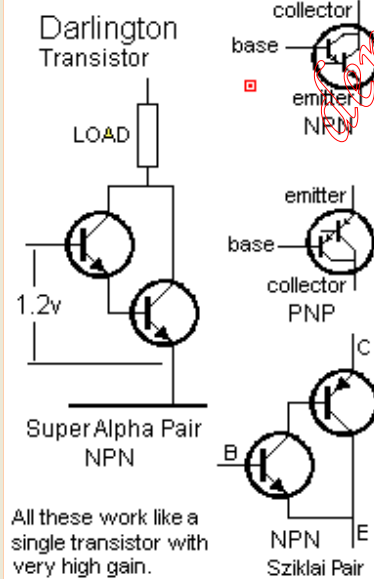 Darlington
Transistor
LOAD
1.2v
Super Alpha Pair
NPN
All these work like a
single transistor with
very high gain.
collector
base
emitter
NPN
emitter
base
collector
PNP
C
B
E
NPN
Sziklai Pair